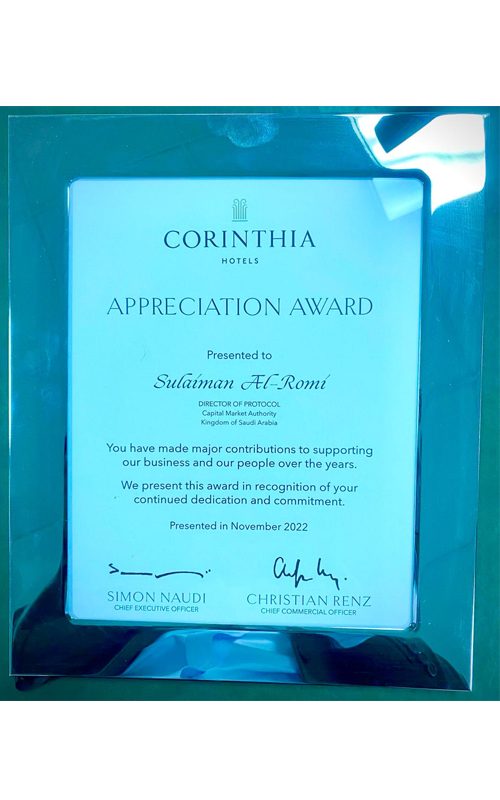 CORINTHIA
HOTELS
APPRECIATION AWARD
Presented to
Sulaiman Al-Romi
DIRECTOR OF PROTOCOL
Capital Market Authority
Kingdom of Saudi Arabia
You have made major contributions to supporting
our business and our people over the years.
We present this award in recognition of your
continued dedication and commitment.
Presented in November 2022
SIMON NAUDI
CHIEF EXECUTIVE OFFICER
CHRISTIAN RENZ
CHIEF COMMERCIAL OFFICER